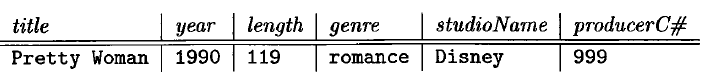 title year length genre studioName producerC#
Pretty Woman 1990 119 romance Disney 999